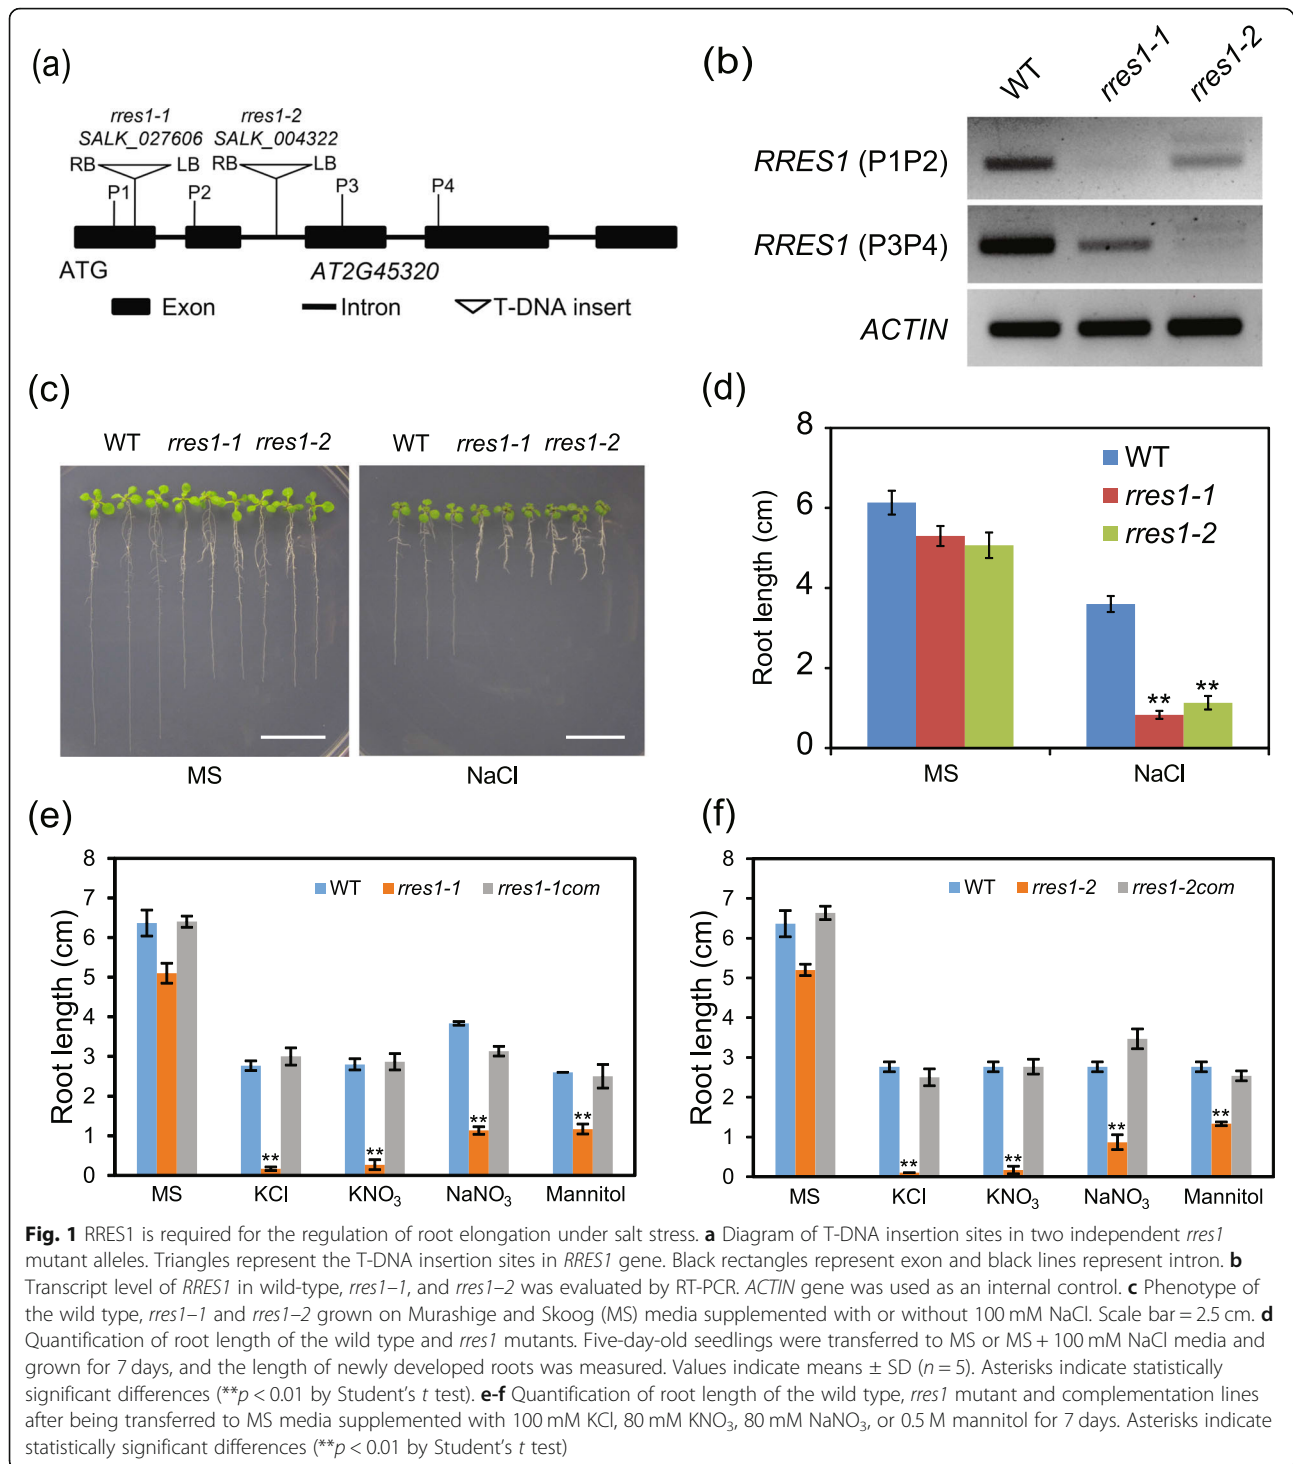 (a)
rres1-1
SALK_027606
rres1-2
SALK_004322
RB LB RB LB
P1 P2 P3 P4
ATG
AT2G45320
Exon Intron T-DNA insert
(b)
WT rres1-1 rres1-2
RRES1 (P1P2)
RRES1 (P3P4)
ACTIN
(c)
WT rres1-1 rres1-2
WT rres1-1 rres1-2
MS
NaCl
(d)
Root length (cm)
8
6
4
2
0
WT
rres1-1
rres1-2
**
**
MS NaCl
(e)
Root length (cm)
8
7
6
5
4
3
2
1
0
WT rres1-1 rres1-1com
**
**
**
**
MS KCl KNO₃ NaNO₃ Mannitol
(f)
Root length (cm)
8
7
6
5
4
3
2
1
0
WT rres1-2 rres1-2com
**
**
**
**
MS KCl KNO₃ NaNO₃ Mannitol
Fig. 1 RRES1 is required for the regulation of root elongation under salt stress. a Diagram of T-DNA insertion sites in two independent rres1
mutant alleles. Triangles represent the T-DNA insertion sites in RRES1 gene. Black rectangles represent exon and black lines represent intron. b
Transcript level of RRES1 in wild-type, rres1–1, and rres1–2 was evaluated by RT-PCR. ACTIN gene was used as an internal control. c Phenotype of
the wild type, rres1–1 and rres1–2 grown on Murashige and Skoog (MS) media supplemented with or without 100 mM NaCl. Scale bar = 2.5 cm. d
Quantification of root length of the wild type and rres1 mutants. Five-day-old seedlings were transferred to MS or MS + 100 mM NaCl media and
grown for 7 days, and the length of newly developed roots was measured. Values indicate means ± SD (n = 5). Asterisks indicate statistically
significant differences (**p < 0.01 by Student's t test). e-f Quantification of root length of the wild type, rres1 mutant and complementation lines
after being transferred to MS media supplemented with 100 mM KCl, 80 mM KNO₃, 80 mM NaNO₃, or 0.5 M mannitol for 7 days. Asterisks indicate
statistically significant differences (**p < 0.01 by Student's t test)